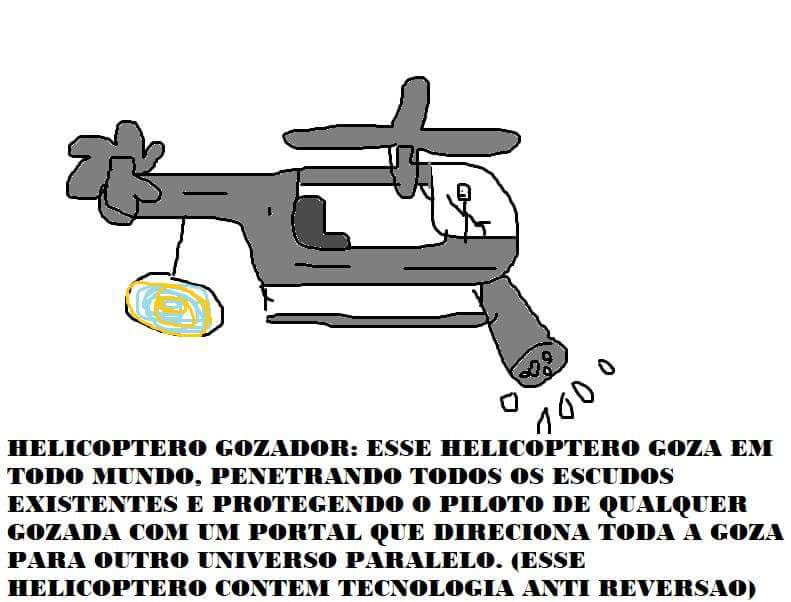 HELICOPTERO GOZADOR: ESSE HELICOPTERO GOZA EM
TODO MUNDO, PENETRANDO TODOS OS ESCUDOS
EXISTENTES E PROTEGENDO O PILOTO DE QUALQUER
GOZADA COM UM PORTAL QUE DIRECIONA TODA A GOZA
PARA OUTRO UNIVERSO PARALELO. (ESSE
HELICOPTERO CONTEM TECNOLOGIA ANTI REVERSAO)